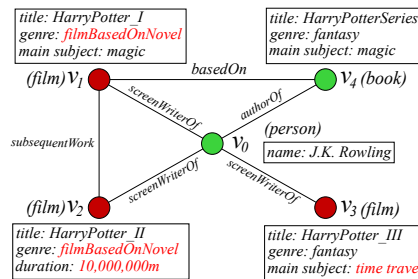 title: HarryPotter_I
genre: filmBasedOnNovel
main subject: magic
title: HarryPotterSeries
genre: fantasy
main subject: magic
(film) v1
basedOn
v4 (book)
screenWriterOf
authorOf
subsequentWork
v0
(person)
name: J.K. Rowling
screenWriterOf
screenWriterOf
(film) v2
v3 (film)
title: HarryPotter_II
genre: filmBasedOnNovel
duration: 10,000,000m
title: HarryPotter_III
genre: fantasy
main subject: time travel